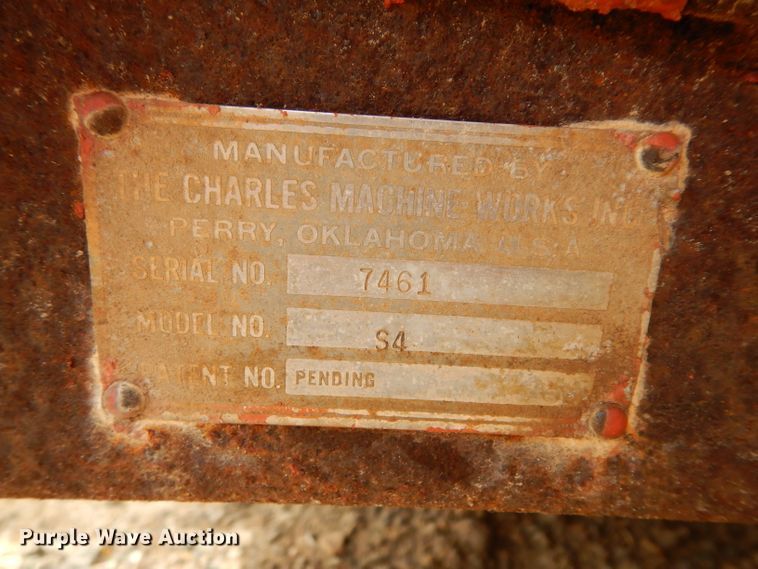 MANUFACTURED BY
THE CHARLES MACHINE WORKS INC.
PERRY, OKLAHOMA, U.S.A.
SERIAL NO. 7461
MODEL NO. S4
PATENT NO. PENDING
Purple Wave Auction